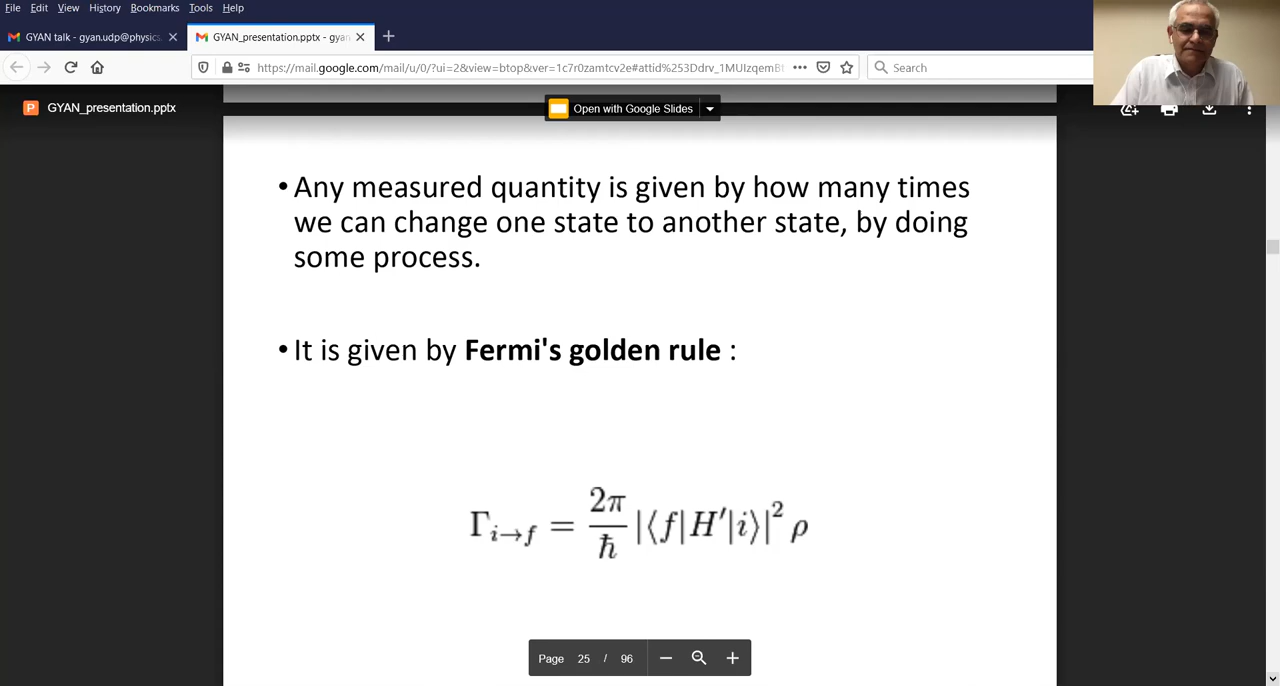 File Edit View History Bookmarks Tools Help
GYAN talk - gyan.udp@physics. GYAN_presentation.pptx - gyan
https://mail.google.com/mail/u/0/?ui=2&view=btop&ver=1c7r0zamtcv2e#attid%253Ddrv_1MUIzqemB Search
GYAN_presentation.pptx
Open with Google Slides
• Any measured quantity is given by how many times
we can change one state to another state, by doing
some process.
• It is given by Fermi's golden rule :
Γ_{i→f} = 2π/ħ |⟨f|H′|i⟩|² ρ
Page 25 / 96